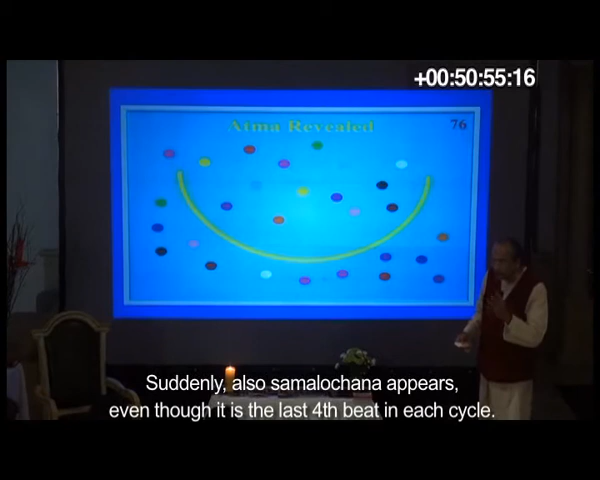 +00:50:55:16
Atma Revealed
76
Suddenly, also samalochana appears,
even though it is the last 4th beat in each cycle.